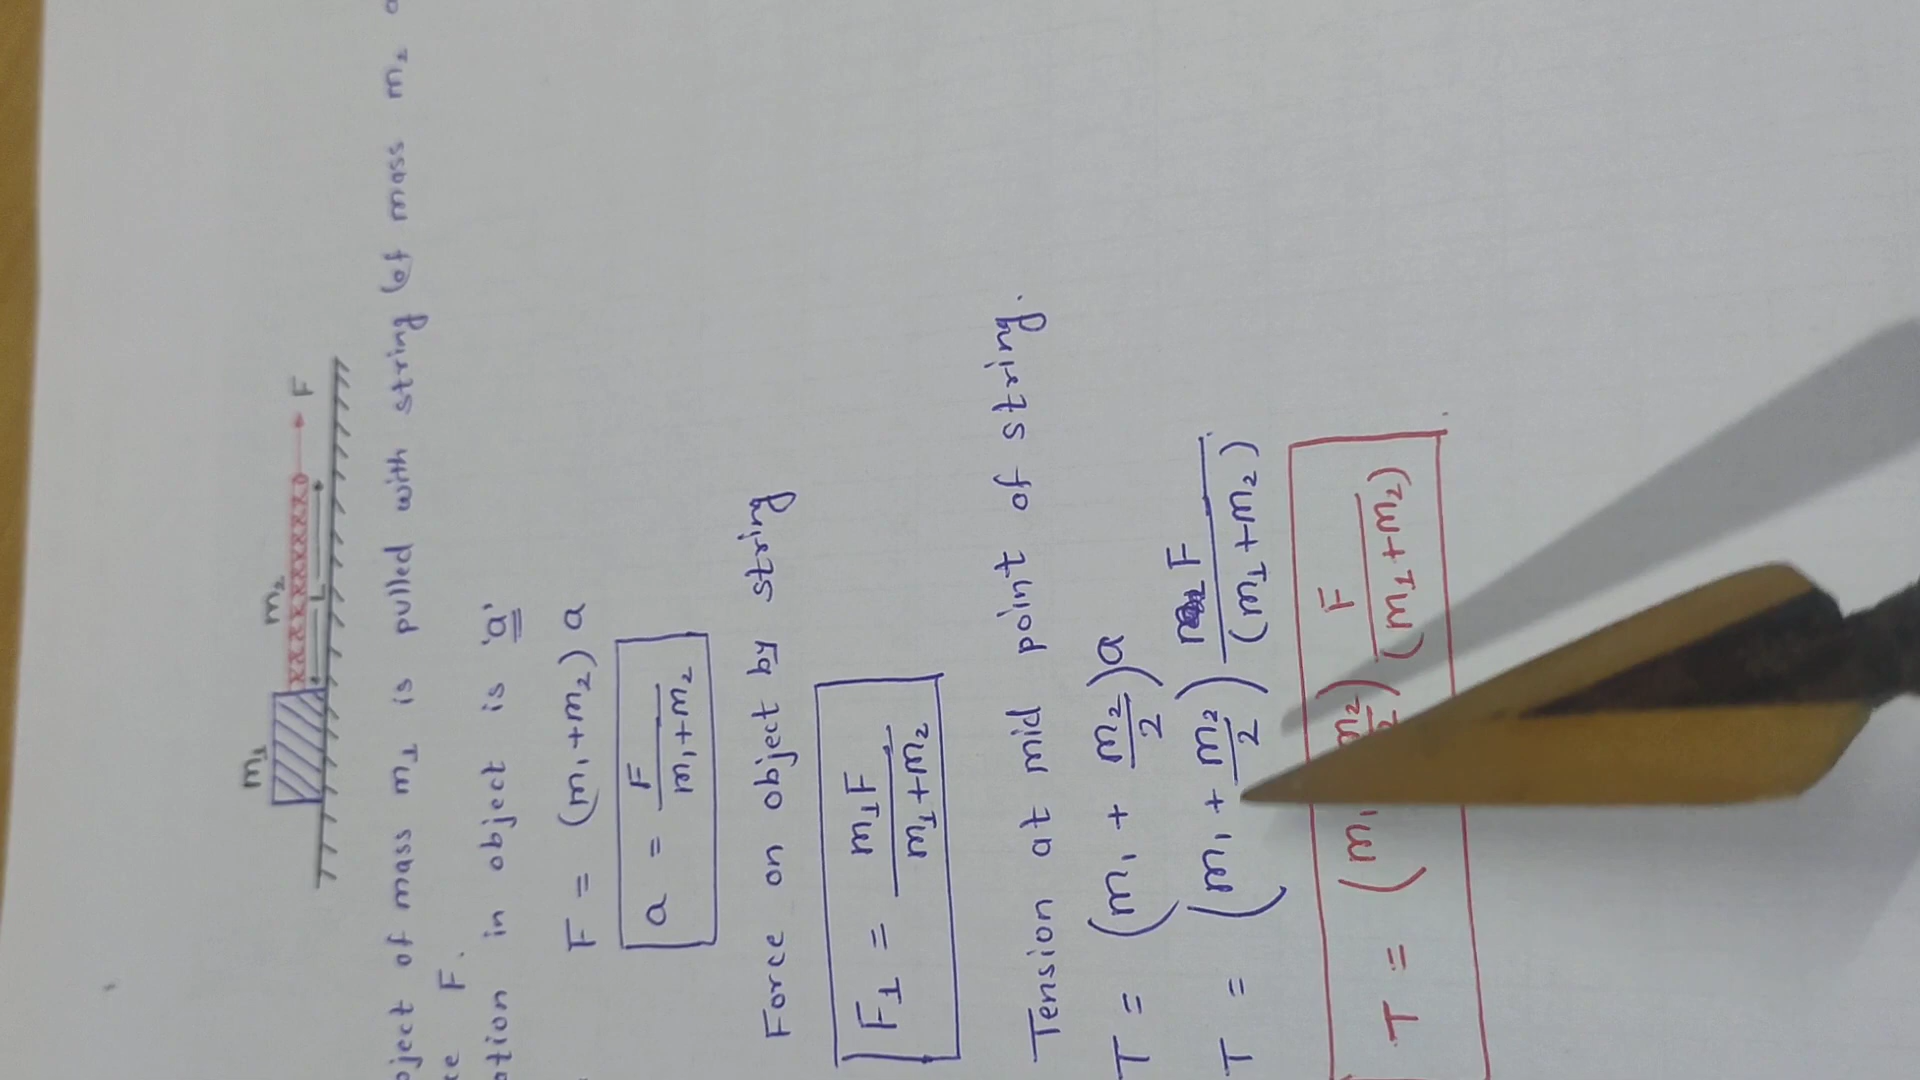 m₁ m₂
L F
object of mass m₁ is pulled with string (of mass m₂
F.
in object is 'a'
F = (m₁+m₂) a
a = F/(m₁+m₂)
Force on object by string
F₁ = m₁F/(m₁+m₂)
Tension at mid point of string.
T = (m₁ + m₂/2)a
T = (m₁ + m₂/2) F/(m₁+m₂)
T = (m₁ m₂/2) F/(m₁+m₂)